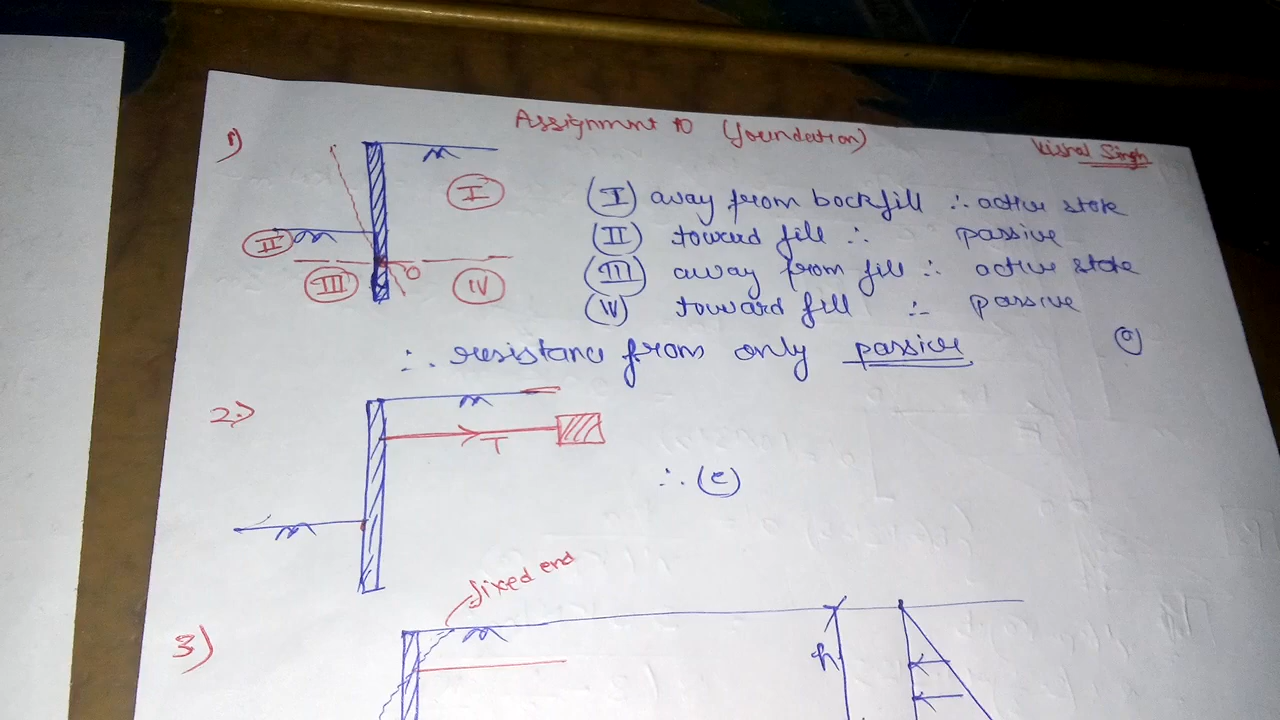 Assignment 10 (foundation)
Vishal Singh
1)
I
II
III
O
IV
(I) away from backfill ∴ active state
(II) toward fill ∴ passive
(III) away from fill ∴ active state
(IV) toward fill ∴ passive
∴ resistance from only passive
2)
T
∴ (c)
3)
fixed end
h